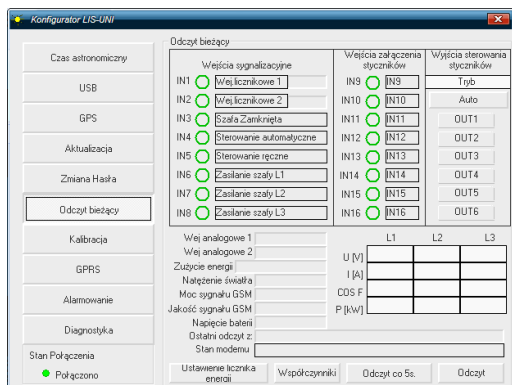 Konfigurator LIS-UNI
Czas astronomiczny
USB
GPS
Aktualizacja
Zmiana Hasła
Odczyt bieżący
Kalibracja
GPRS
Alarmowanie
Diagnostyka
Stan Połączenia
Połączono
Odczyt bieżący
Wejścia sygnalizacyjne
IN1 Wej.licznikowe 1
IN2 Wej.licznikowe 2
IN3 Szafa Zamknięta
IN4 Sterowanie automatyczne
IN5 Sterowanie ręczne
IN6 Zasilanie szafy L1
IN7 Zasilanie szafy L2
IN8 Zasilanie szafy L3
Wejścia załączenia
styczników
IN9 IN9
IN10 IN10
IN11 IN11
IN12 IN12
IN13 IN13
IN14 IN14
IN15 IN15
IN16 IN16
Wyjścia sterowania
styczników
Tryb
Auto
OUT1
OUT2
OUT3
OUT4
OUT5
OUT6
Wej analogowe 1
Wej analogowe 2
Zużycie energii
Natężenie światła
Moc sygnału GSM
Jakość sygnału GSM
Napięcie baterii
Ostatni odczyt z:
Stan modemu
L1 L2 L3
U [V]
I [A]
COS F
P [kW]
Ustawienie licznika
energii
Współczynniki
Odczyt co 5s.
Odczyt